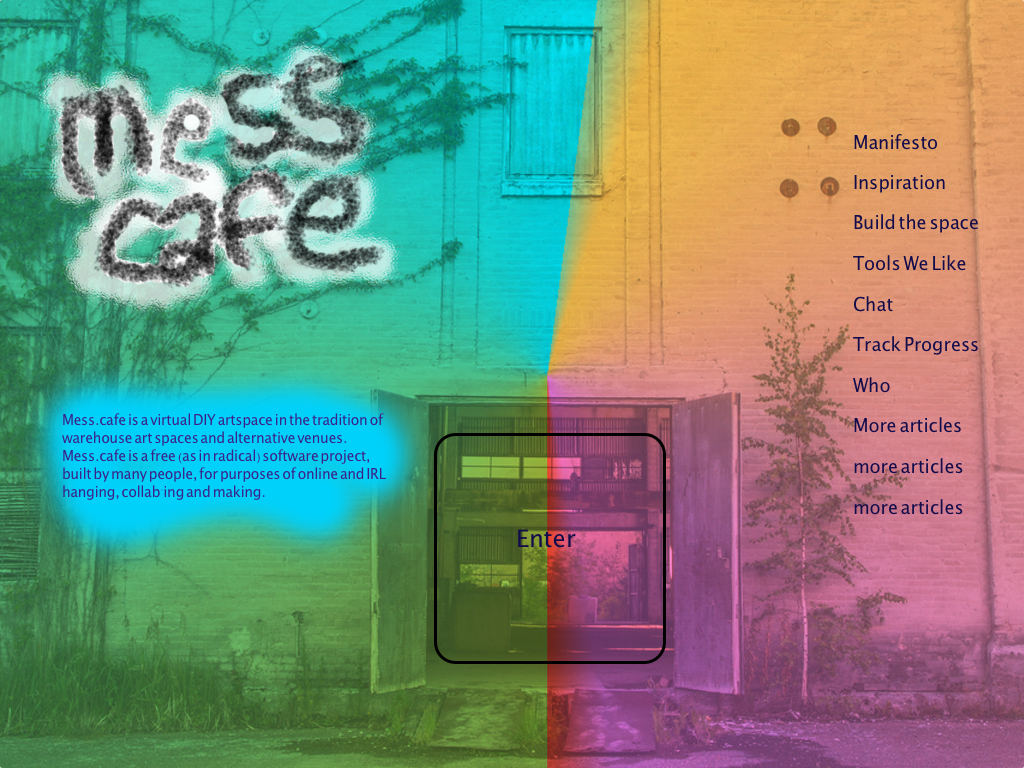 mess
cafe
Manifesto
Inspiration
Build the space
Tools We Like
Chat
Track Progress
Who
More articles
more articles
more articles
Mess.cafe is a virtual DIY artspace in the tradition of
warehouse art spaces and alternative venues.
Mess.cafe is a free (as in radical) software project,
built by many people, for purposes of online and IRL
hanging, collab ing and making.
Enter